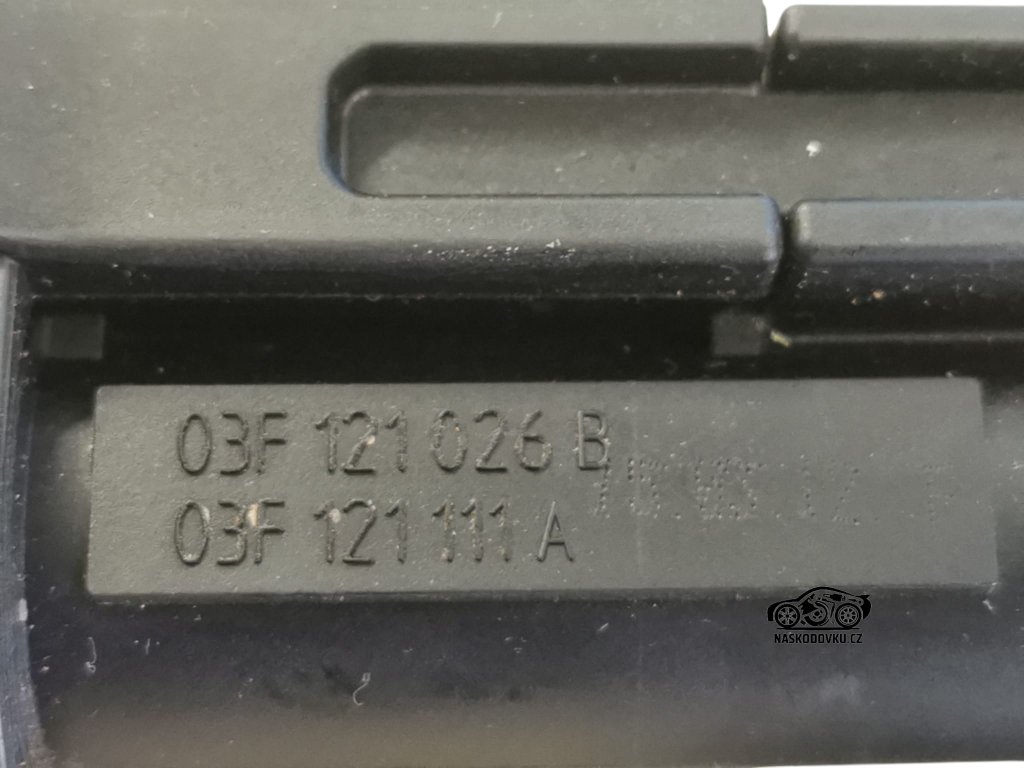 03F 121 026 B
03F 121 111 A
NASKODOVKU.CZ